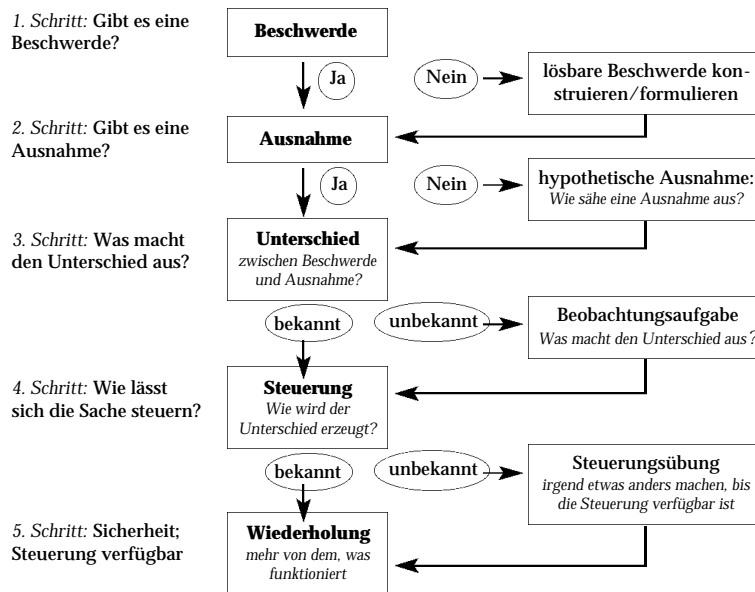 1. Schritt: Gibt es eine
Beschwerde?
Beschwerde
Ja
Nein
lösbare Beschwerde kon-
struieren/formulieren
2. Schritt: Gibt es eine
Ausnahme?
Ausnahme
Ja
Nein
hypothetische Ausnahme:
Wie sähe eine Ausnahme aus?
3. Schritt: Was macht
den Unterschied aus?
Unterschied
zwischen Beschwerde
und Ausnahme?
bekannt
unbekannt
Beobachtungsaufgabe
Was macht den Unterschied aus?
4. Schritt: Wie lässt
sich die Sache steuern?
Steuerung
Wie wird der
Unterschied erzeugt?
bekannt
unbekannt
Steuerungsübung
irgend etwas anders machen, bis
die Steuerung verfügbar ist
5. Schritt: Sicherheit;
Steuerung verfügbar
Wiederholung
mehr von dem, was
funktioniert